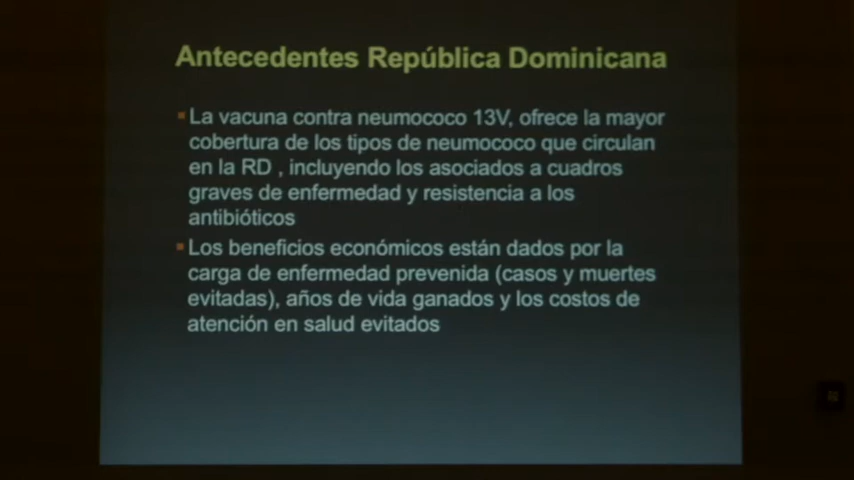 Antecedentes República Dominicana
▪La vacuna contra neumococo 13V, ofrece la mayor
cobertura de los tipos de neumococo que circulan
en la RD , incluyendo los asociados a cuadros
graves de enfermedad y resistencia a los
antibióticos
▪Los beneficios económicos están dados por la
carga de enfermedad prevenida (casos y muertes
evitadas), años de vida ganados y los costos de
atención en salud evitados